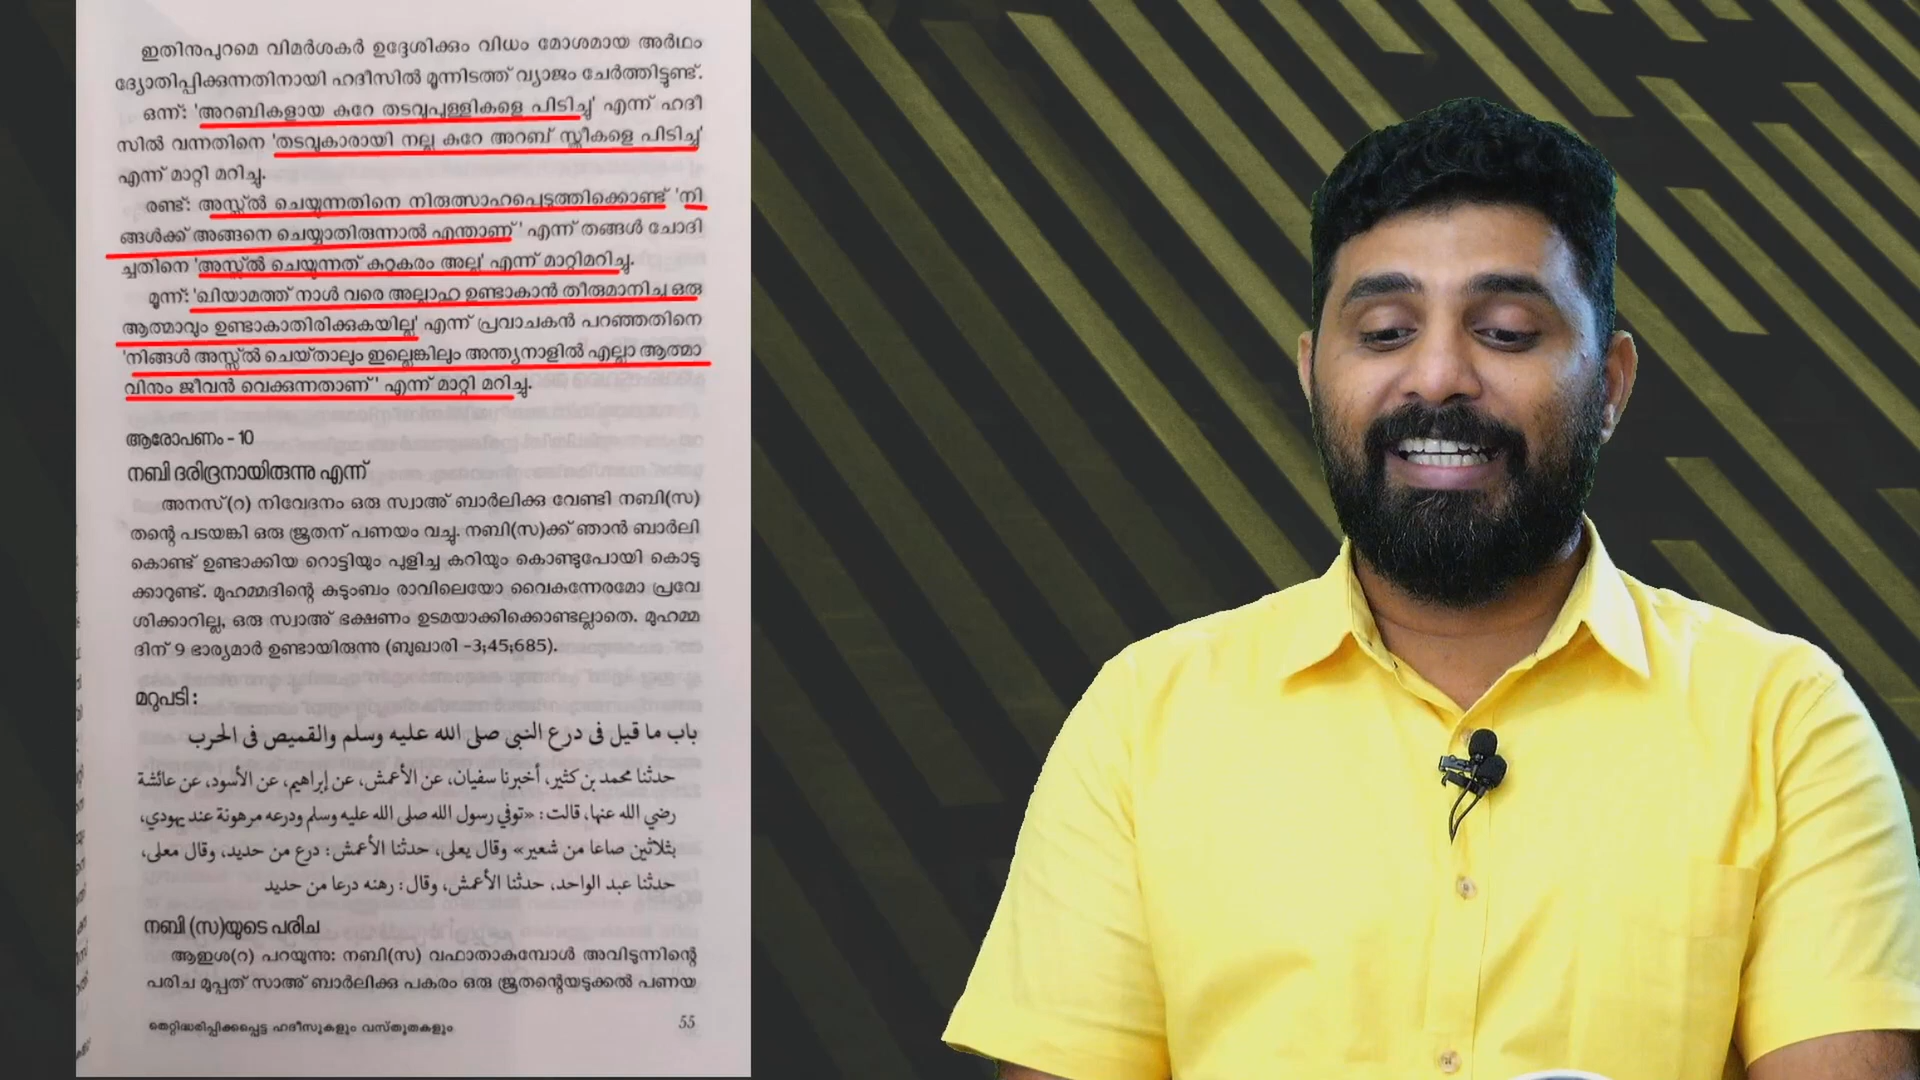 ഇതിനുപുറമെ വിമർശകർ ഉദ്ദേശിക്കും വിധം മോശമായ അർഥം
ദ്യോതിപ്പിക്കുന്നതിനായി ഹദീസിൽ മൂന്നിടത്ത് വ്യാജം ചേർത്തിട്ടുണ്ട്.
ഒന്ന്: 'അറബികളായ കുറേ തടവുപുള്ളികളെ പിടിച്ചു' എന്ന് ഹദീ
സിൽ വന്നതിനെ 'തടവുകാരായി നല്ല കുറേ അറബ് സ്ത്രീകളെ പിടിച്ചു'
എന്ന് മാറ്റി മറിച്ചു.
രണ്ട്: അസ്ൽ ചെയ്യുന്നതിനെ നിരുത്സാഹപ്പെടുത്തിക്കൊണ്ട് 'നി
ങ്ങൾക്ക് അങ്ങനെ ചെയ്യാതിരുന്നാൽ എന്താണ്' എന്ന് തങ്ങൾ ചോദി
ച്ചതിനെ 'അസ്ൽ ചെയ്യുന്നത് കുറ്റകരം അല്ല' എന്ന് മാറ്റിമറിച്ചു.
മൂന്ന്: 'ഖിയാമത്ത് നാൾ വരെ അല്ലാഹു ഉണ്ടാകാൻ തിരുമാനിച്ച ഒരു
ആത്മാവും ഉണ്ടാകാതിരിക്കുകയില്ല' എന്ന് പ്രവാചകൻ പറഞ്ഞതിനെ
'നിങ്ങൾ അസ്ൽ ചെയ്താലും ഇല്ലെങ്കിലും അന്ത്യനാളിൽ എല്ലാ ആത്മാ
വിനും ജീവൻ വെക്കുന്നതാണ്' എന്ന് മാറ്റി മറിച്ചു.
ആരോപണം - 10
നബി ദരിദ്രനായിരുന്നു എന്ന്
അനസ്(റ) നിവേദനം ഒരു സ്വാഅ് ബാർലിക്കു വേണ്ടി നബി(സ)
തന്റെ പടയങ്കി ഒരു ജൂതന് പണയം വച്ചു. നബി(സ)ക്ക് ഞാൻ ബാർലി
കൊണ്ട് ഉണ്ടാക്കിയ റൊട്ടിയും പുളിച്ച കറിയും കൊണ്ടുപോയി കൊടു
ക്കാറുണ്ട്. മുഹമ്മദിന്റെ കുടുംബം രാവിലെയോ വൈകുന്നേരമോ പ്രവേ
ശിക്കാറില്ല, ഒരു സ്വാഅ് ഭക്ഷണം ഉടമയാക്കിക്കൊണ്ടല്ലാതെ. മുഹമ്മ
ദിന് 9 ഭാര്യമാർ ഉണ്ടായിരുന്നു (ബുഖാരി -3;45;685).
മറുപടി :
باب ما قيل فى درع النبى صلى الله عليه وسلم والقميص فى الحرب
حدثنا محمد بن كثير، أخبرنا سفيان، عن الأعمش، عن إبراهيم، عن الأسود، عن عائشة
رضي الله عنها، قالت: «توفي رسول الله صلى الله عليه وسلم ودرعه مرهونة عند يهودي،
بثلاثين صاعا من شعير» وقال يعلى، حدثنا الأعمش: درع من حديد، وقال معلى،
حدثنا عبد الواحد، حدثنا الأعمش، وقال: رهنه درعا من حديد
നബി (സ)യുടെ പരിച
ആഇശ(റ) പറയുന്നു: നബി(സ) വഫാതാകുമ്പോൾ അവിടുന്നിന്റെ
പരിച മുപ്പത് സാഅ് ബാർലിക്കു പകരം ഒരു ജൂതന്റെയടുക്കൽ പണയ
തെറ്റിദ്ധരിപ്പിക്കപ്പെട്ട ഹദീസുകളും വസ്തുതകളും 55